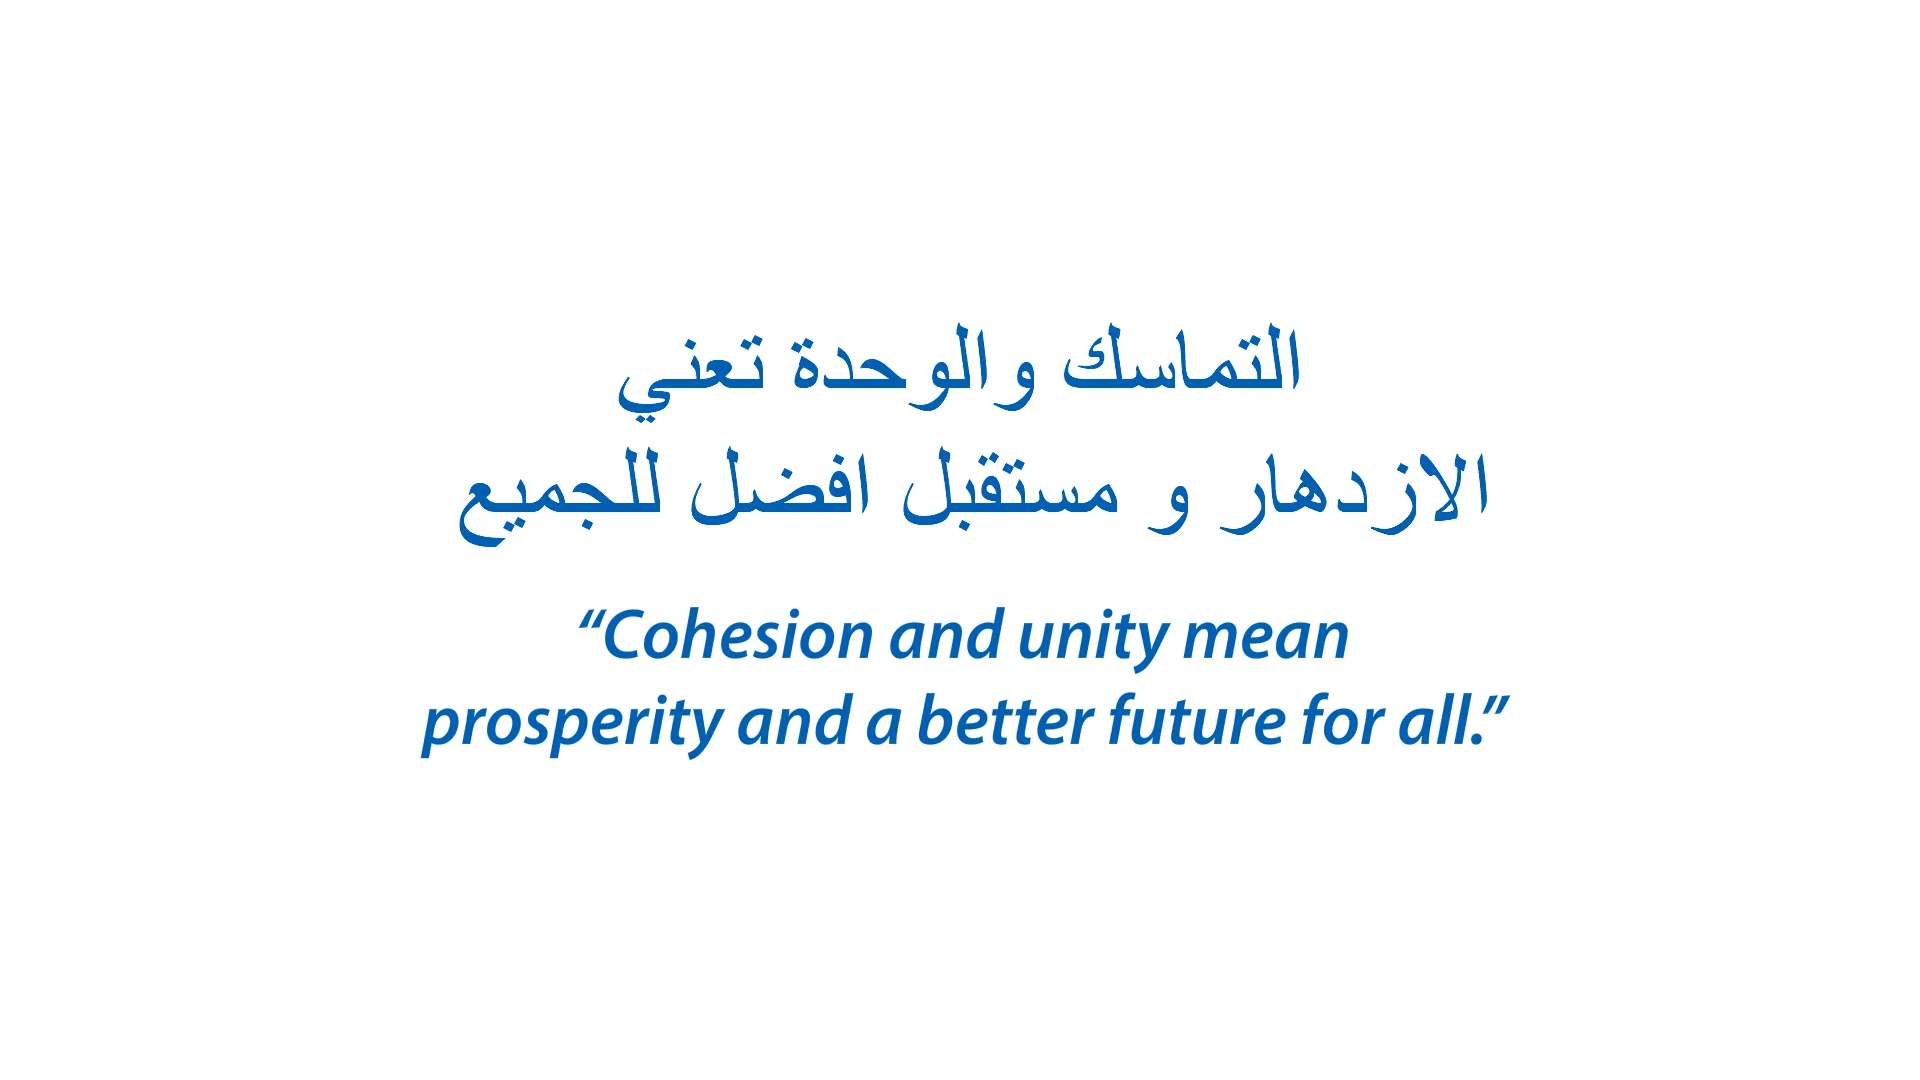 التماسك والوحدة تعني
الازدهار و مستقبل افضل للجميع
“Cohesion and unity mean
prosperity and a better future for all.”